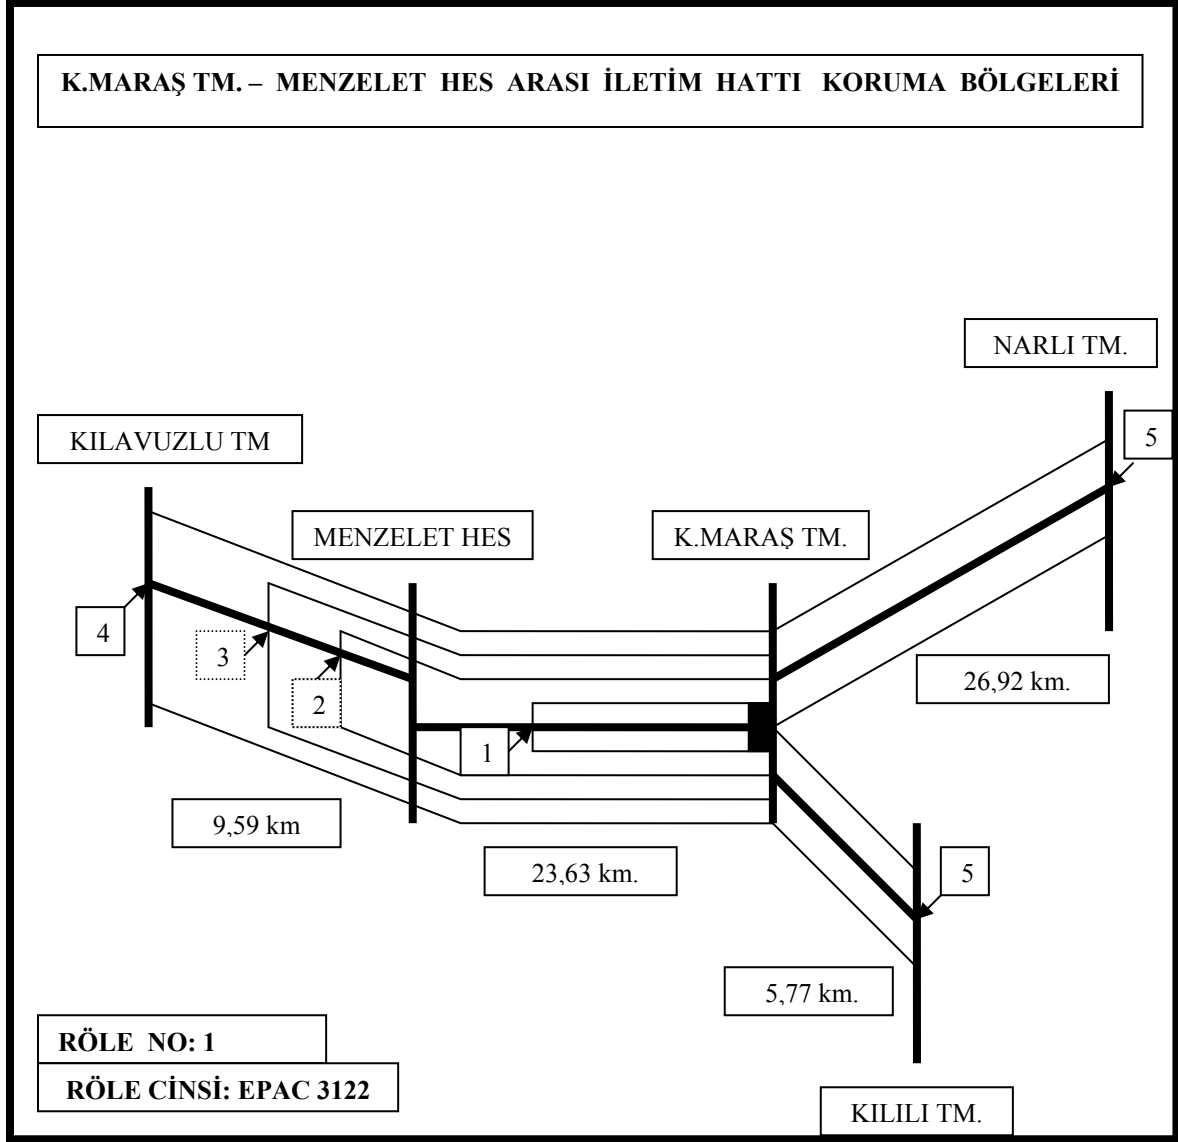 K.MARAŞ TM. – MENZELET HES ARASI İLETİM HATTI KORUMA BÖLGELERİ
NARLI TM.
5
KILAVUZLU TM
MENZELET HES
K.MARAŞ TM.
4
3
2
26,92 km.
1
9,59 km
23,63 km.
5
5,77 km.
RÖLE NO: 1
RÖLE CİNSİ: EPAC 3122
KILILI TM.